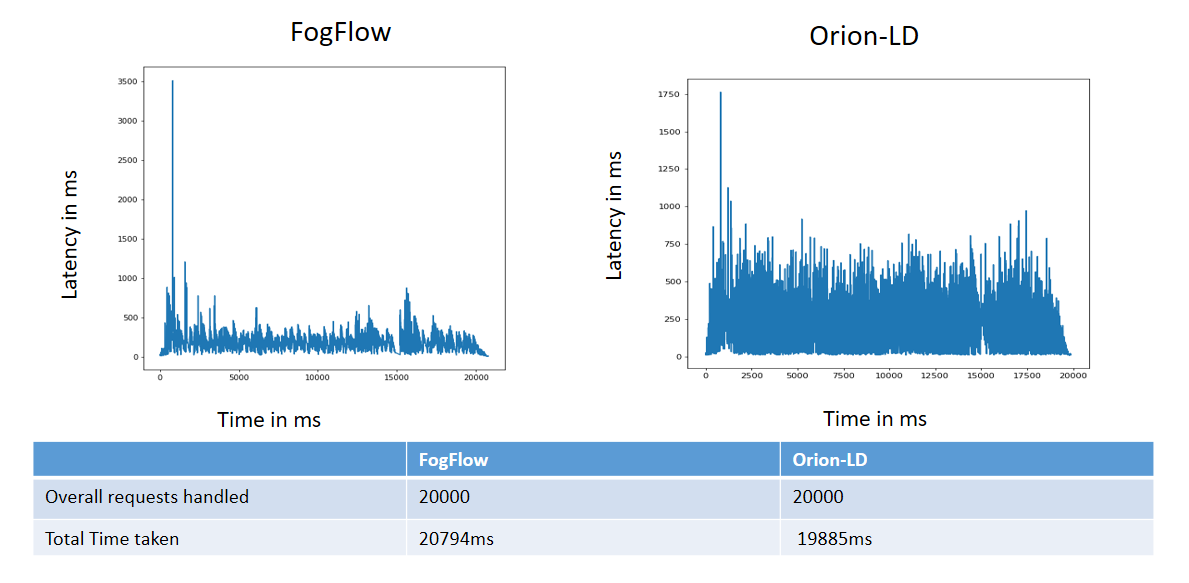 FogFlow
Orion-LD
3500
3000
2500
2000
1500
1000
500
0
Latency in ms
0 5000 10000 15000 20000
Time in ms
1750
1500
1250
1000
750
500
250
0
Latency in ms
0 2500 5000 7500 10000 12500 15000 17500 20000
Time in ms
FogFlow Orion-LD
Overall requests handled 20000 20000
Total Time taken 20794ms 19885ms